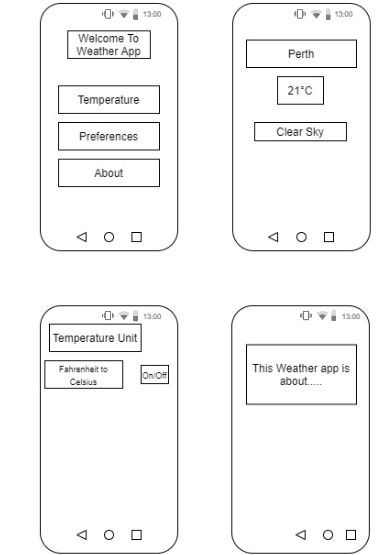 13:00
Welcome To
Weather App
Temperature
Preferences
About
13:00
Perth
21°C
Clear Sky
13:00
Temperature Unit
Fahrenheit to
Celsius
On/Off
13:00
This Weather app is
about.....